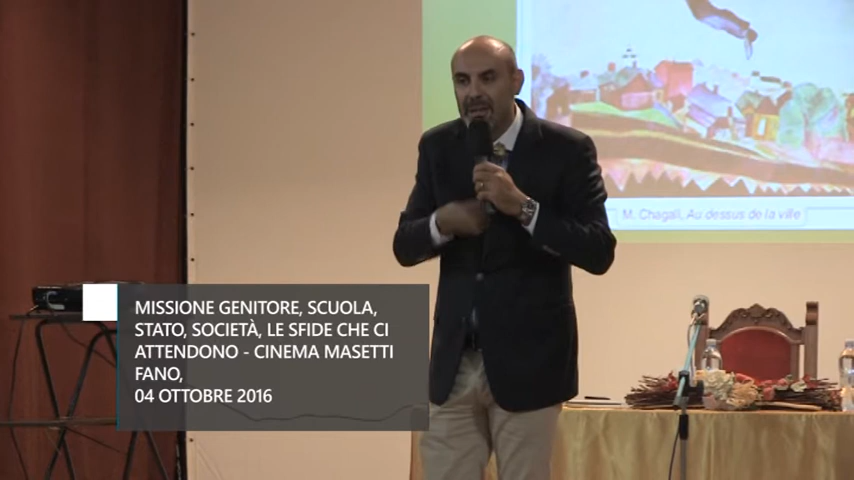 M. Chagall, Au dessus de la ville
MISSIONE GENITORE, SCUOLA,
STATO, SOCIETÀ, LE SFIDE CHE CI
ATTENDONO - CINEMA MASETTI
FANO,
04 OTTOBRE 2016